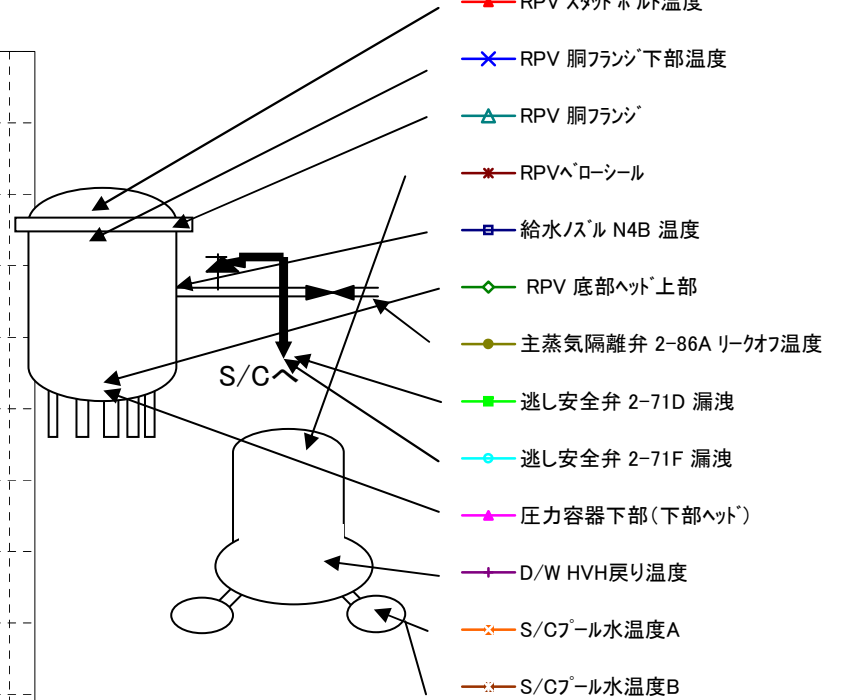 RPV スタッドボルト温度
RPV 胴フランジ下部温度
RPV 胴フランジ
RPVベローシール
給水ノズル N4B 温度
RPV 底部ヘッド上部
主蒸気隔離弁 2-86A リークオフ温度
S/Cへ
逃し安全弁 2-71D 漏洩
逃し安全弁 2-71F 漏洩
圧力容器下部(下部ヘッド)
D/W HVH戻り温度
S/Cプール水温度A
S/Cプール水温度B